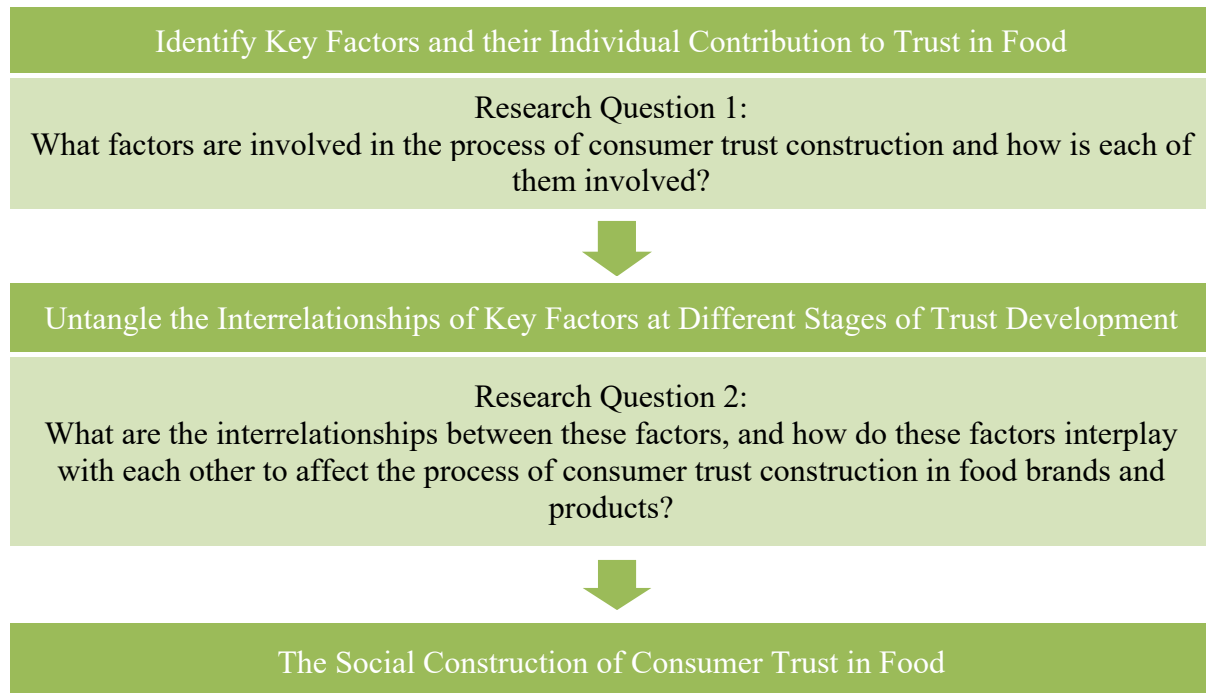 Identify Key Factors and their Individual Contribution to Trust in Food
Research Question 1:
What factors are involved in the process of consumer trust construction and how is each of
them involved?
Untangle the Interrelationships of Key Factors at Different Stages of Trust Development
Research Question 2:
What are the interrelationships between these factors, and how do these factors interplay
with each other to affect the process of consumer trust construction in food brands and
products?
The Social Construction of Consumer Trust in Food